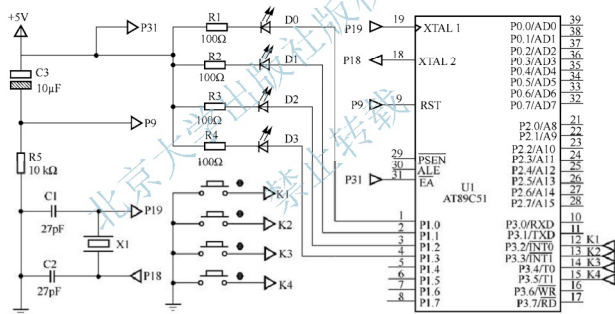 +5V
P31
C3
10μF
P9
R5
10 kΩ
C1
27pF
P19
X1
C2
27pF
P18
R1
100Ω
D0
R2
100Ω
D1
R3
100Ω
D2
R4
100Ω
D3
K1
K2
K3
K4
P19 19 XTAL 1
P18 18 XTAL 2
P9 9 RST
29 PSEN
30 ALE
P31 31 EA
U1
AT89C51
1 P1.0
2 P1.1
3 P1.2
4 P1.3
5 P1.4
6 P1.5
7 P1.6
8 P1.7
P0.0/AD0 39
P0.1/AD1 38
P0.2/AD2 37
P0.3/AD3 36
P0.4/AD4 35
P0.5/AD5 34
P0.6/AD6 33
P0.7/AD7 32
P2.0/A8 21
P2.1/A9 22
P2.2/A10 23
P2.3/A11 24
P2.4/A12 25
P2.5/A13 26
P2.6/A14 27
P2.7/A15 28
P3.0/RXD 10
P3.1/TXD 11
P3.2/INT0 12 K1
P3.3/INT1 13 K2
P3.4/T0 14 K3
P3.5/T1 15 K4
P3.6/WR 16
P3.7/RD 17
北京大学出版社版权所有
禁止转载